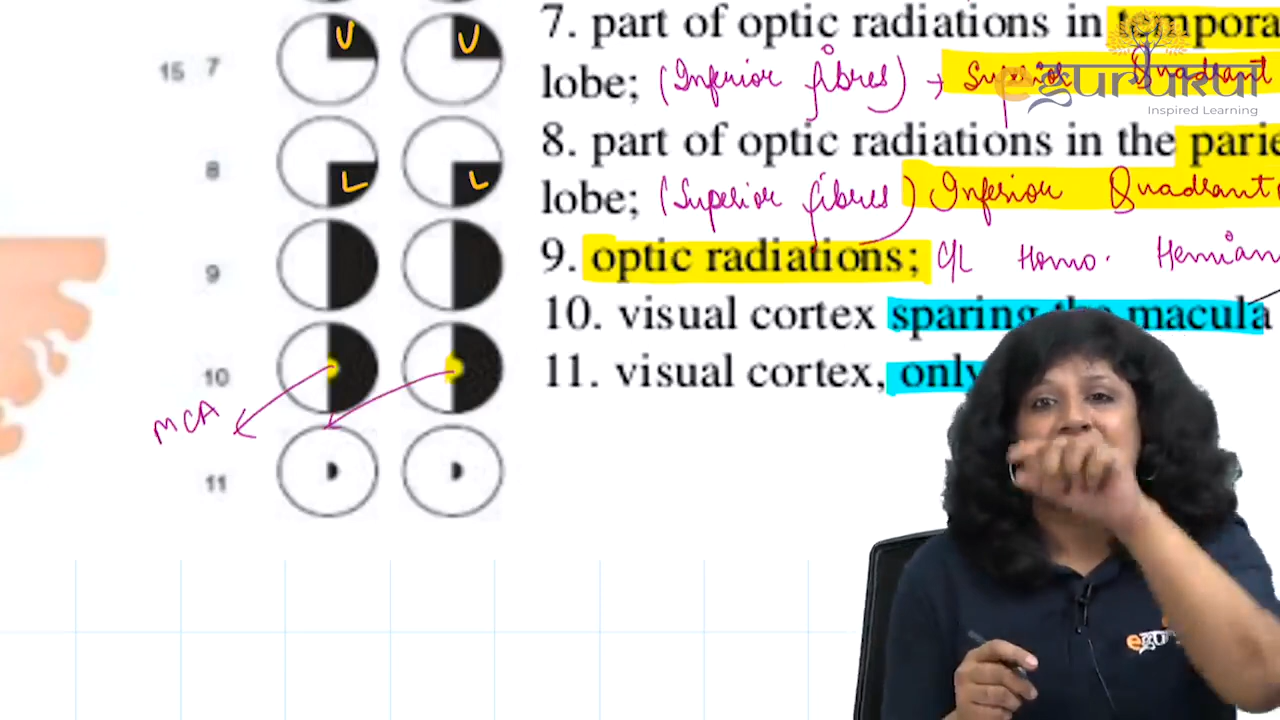 7. part of optic radiations in tempora
15 7
lobe; (Inferior fibres) → Superior Quadrant
egurukul
Inspired Learning
8. part of optic radiations in the parie
8
lobe; (Superior fibres) Inferior Quadrant
9. optic radiations; C/L Homo. Hemian
9
10. visual cortex sparing the macula
10
11. visual cortex, only
MCA
11
U U
L L
egu